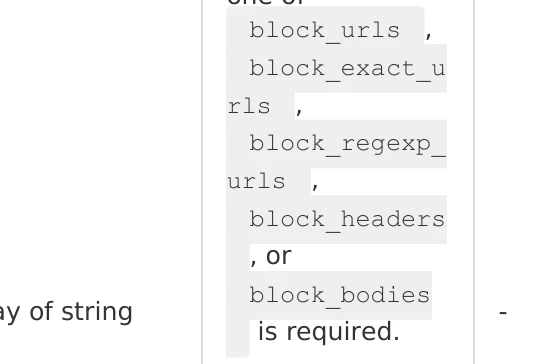 one of
block_urls ,
block_exact_u
rls ,
block_regexp_
urls ,
block_headers
, or
block_bodies
ay of string -
is required.